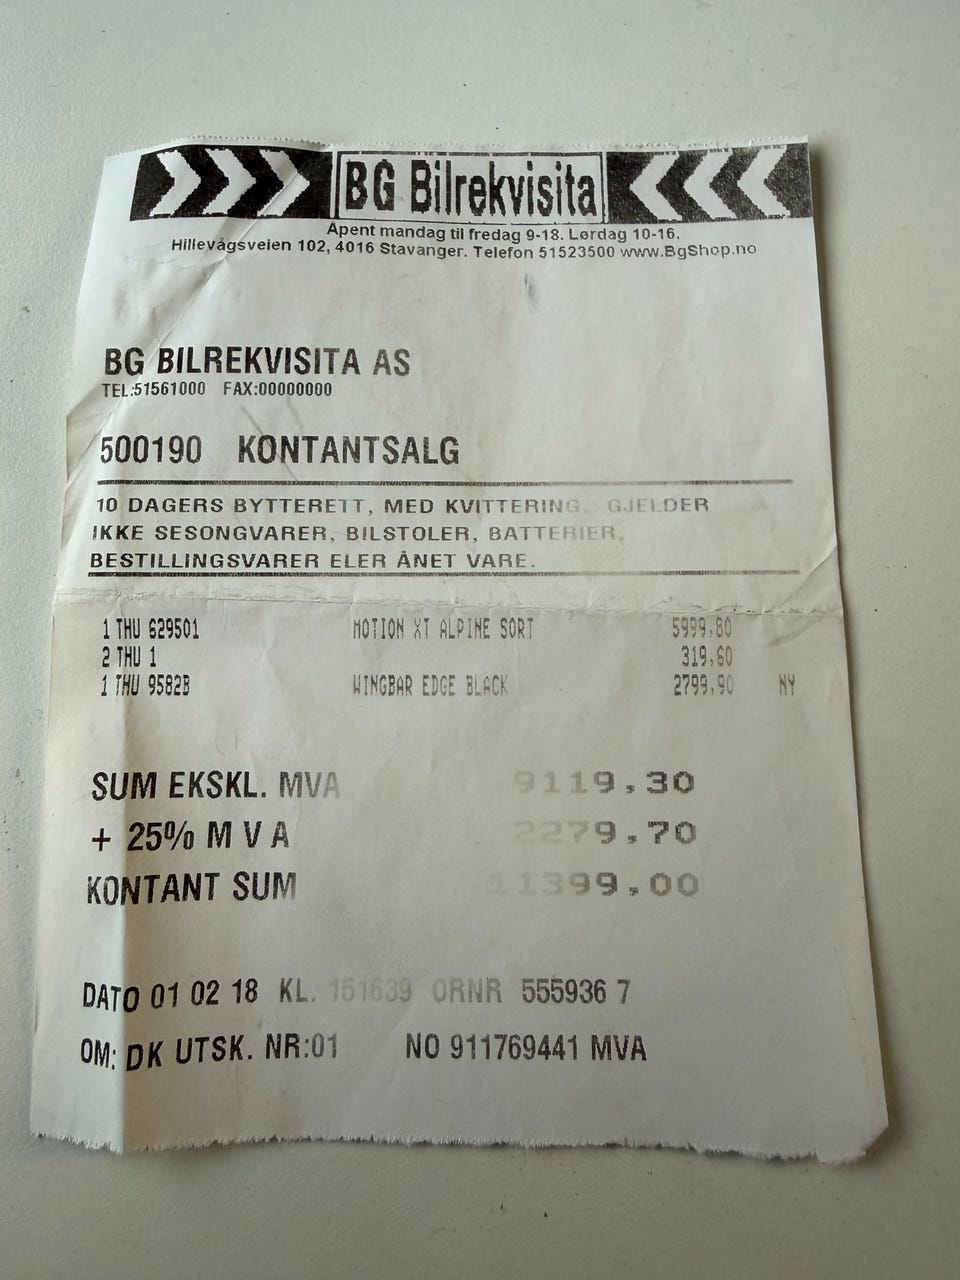 BG Bilrekvisita
Åpent mandag til fredag 9-18. Lørdag 10-16.
Hillevågsveien 102, 4016 Stavanger. Telefon 51523500 www.BgShop.no
BG BILREKVISITA AS
TEL:51561000 FAX:00000000
500190 KONTANTSALG
10 DAGERS BYTTERETT, MED KVITTERING. GJELDER
IKKE SESONGVARER, BILSTOLER, BATTERIER,
BESTILLINGSVARER ELER ÅNET VARE.
1 THU 629501 MOTION XT ALPINE SORT 5999,80
2 THU 1 319,60
1 THU 9582B WINGBAR EDGE BLACK 2799,90 NY
SUM EKSKL. MVA 9119,30
+ 25% M V A 2279,70
KONTANT SUM 11399,00
DATO 01 02 18 KL. 151639 ORNR 555936 7
OM: DK UTSK. NR:01 NO 911769441 MVA